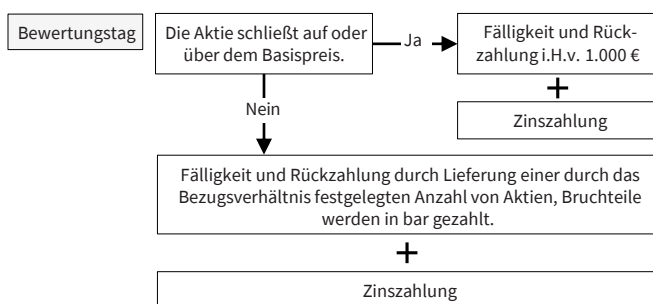 Bewertungstag
Die Aktie schließt auf oder
über dem Basispreis.
Ja
Fälligkeit und Rück-
zahlung i.H.v. 1.000 €
+
Zinszahlung
Nein
Fälligkeit und Rückzahlung durch Lieferung einer durch das
Bezugsverhältnis festgelegten Anzahl von Aktien, Bruchteile
werden in bar gezahlt.
+
Zinszahlung